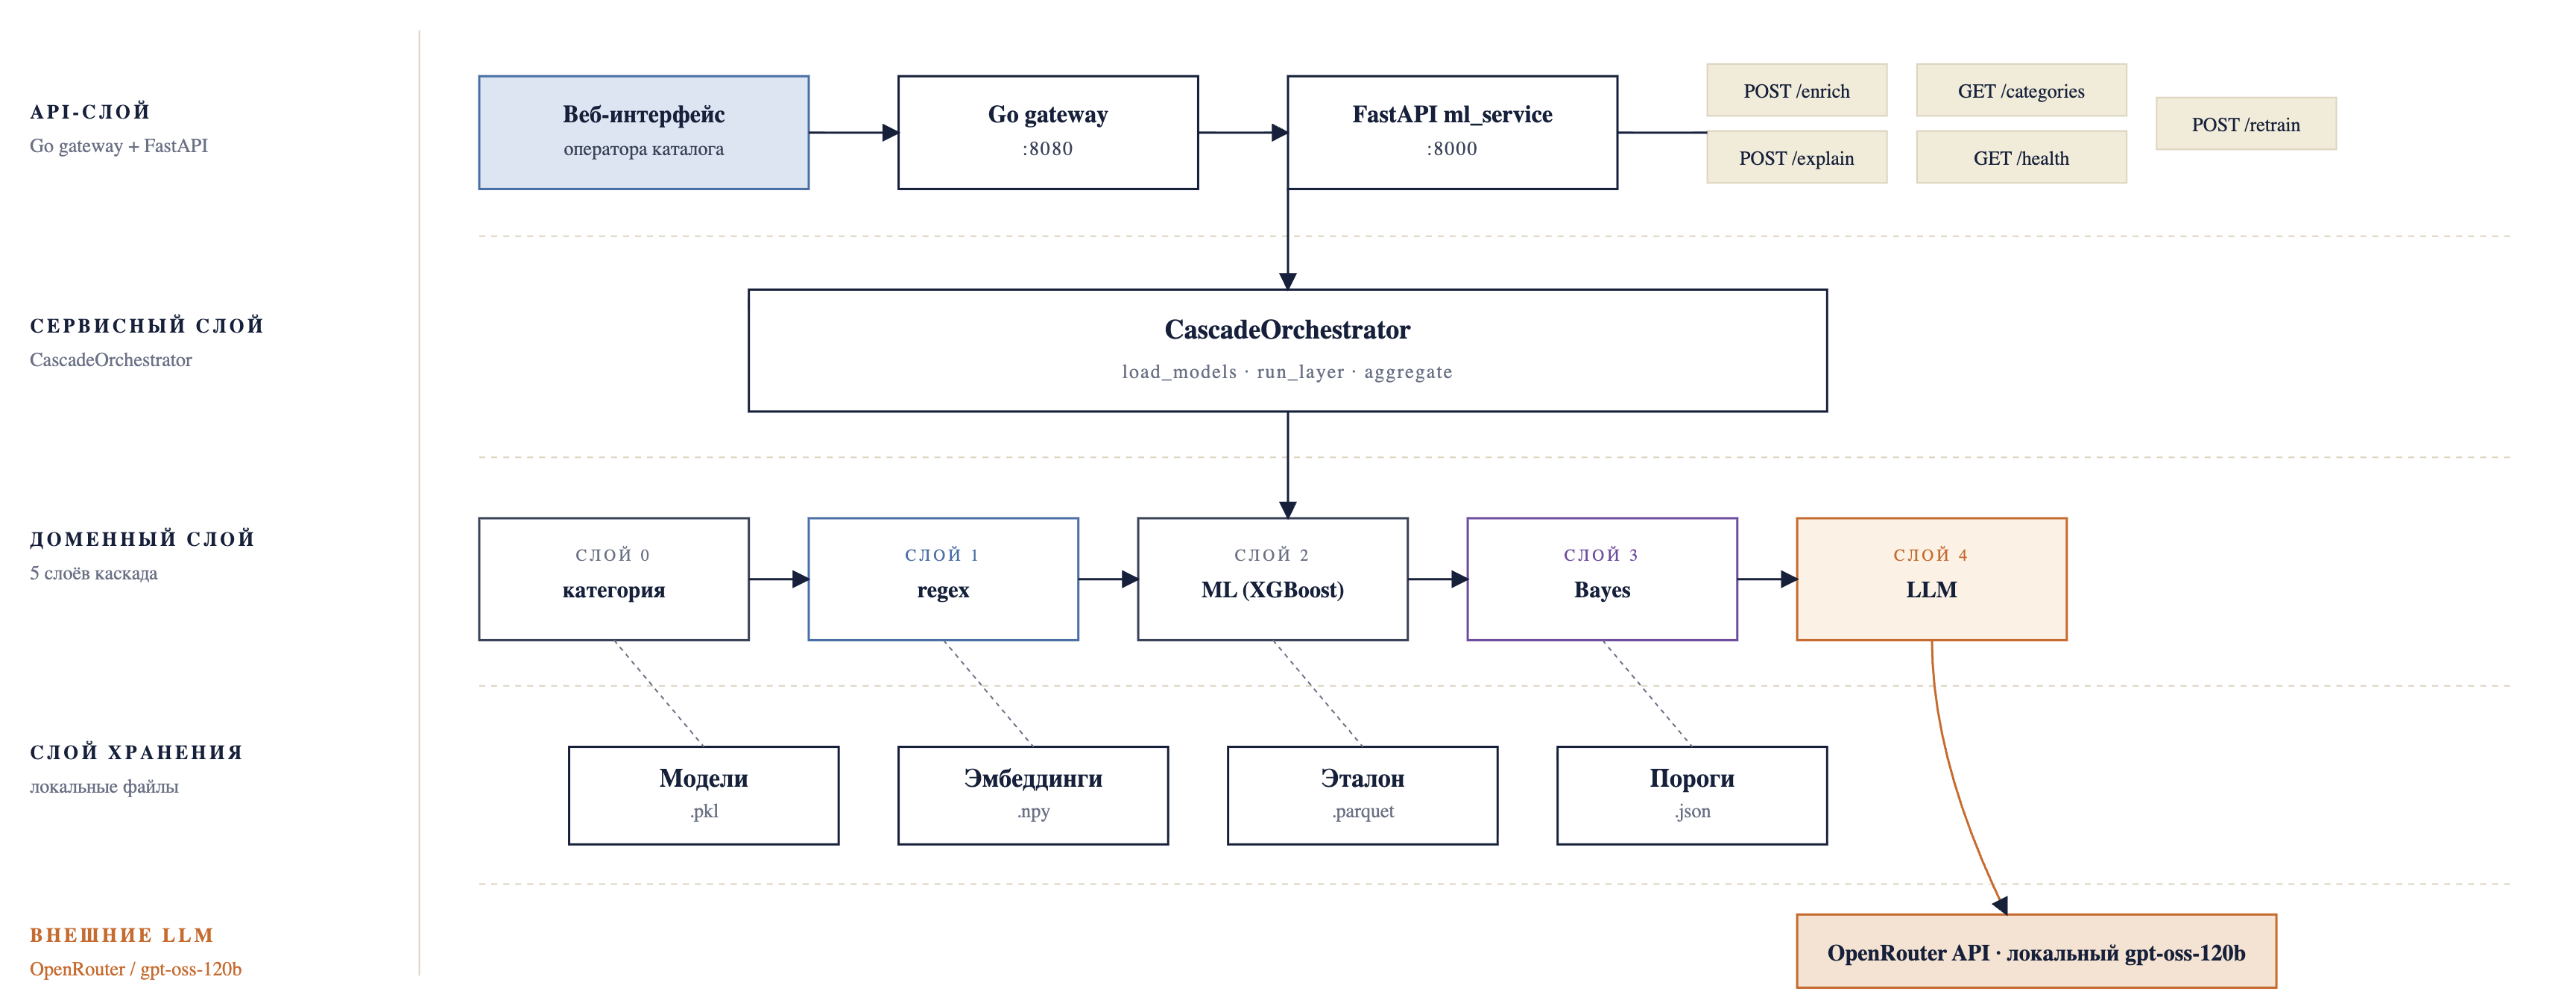 API-СЛОЙ
Go gateway + FastAPI
Веб-интерфейс
оператора каталога
Go gateway
:8080
FastAPI ml_service
:8000
POST /enrich
GET /categories
POST /explain
GET /health
POST /retrain
СЕРВИСНЫЙ СЛОЙ
CascadeOrchestrator
CascadeOrchestrator
load_models · run_layer · aggregate
ДОМЕННЫЙ СЛОЙ
5 слоёв каскада
СЛОЙ 0
категория
СЛОЙ 1
regex
СЛОЙ 2
ML (XGBoost)
СЛОЙ 3
Bayes
СЛОЙ 4
LLM
СЛОЙ ХРАНЕНИЯ
локальные файлы
Модели
.pkl
Эмбеддинги
.npy
Эталон
.parquet
Пороги
.json
ВНЕШНИЕ LLM
OpenRouter / gpt-oss-120b
OpenRouter API · локальный gpt-oss-120b